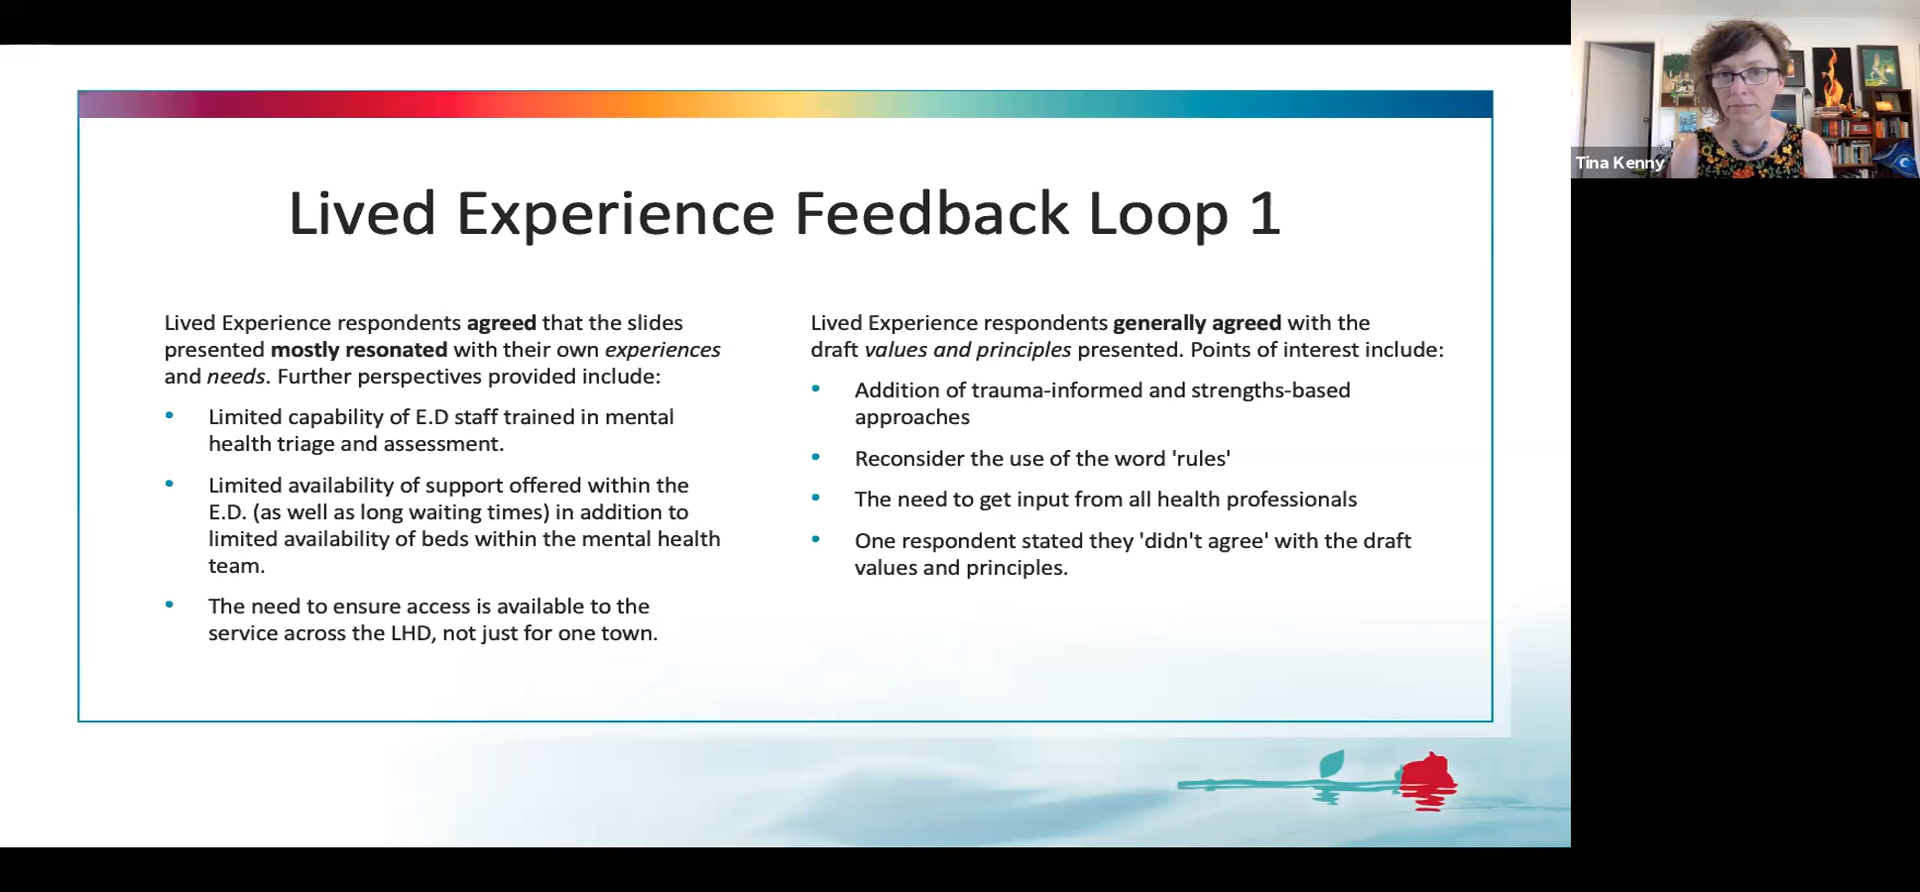 Lived Experience Feedback Loop 1
Lived Experience respondents agreed that the slides
presented mostly resonated with their own experiences
and needs. Further perspectives provided include:
• Limited capability of E.D staff trained in mental
health triage and assessment.
• Limited availability of support offered within the
E.D. (as well as long waiting times) in addition to
limited availability of beds within the mental health
team.
• The need to ensure access is available to the
service across the LHD, not just for one town.
Lived Experience respondents generally agreed with the
draft values and principles presented. Points of interest include:
• Addition of trauma-informed and strengths-based
approaches
• Reconsider the use of the word 'rules'
• The need to get input from all health professionals
• One respondent stated they 'didn't agree' with the draft
values and principles.
Tina Kenny